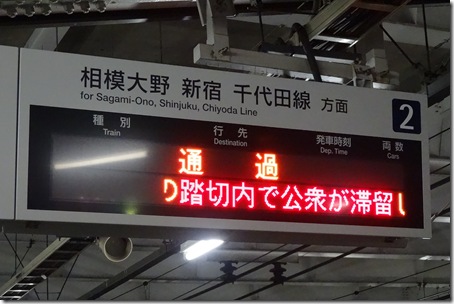 相模大野 新宿 千代田線 方面
for Sagami-Ono, Shinjuku, Chiyoda Line
2
種別 行先 発車時刻 両数
Train Destination Dep. Time Cars
通過
踏切内で公衆が滞留し